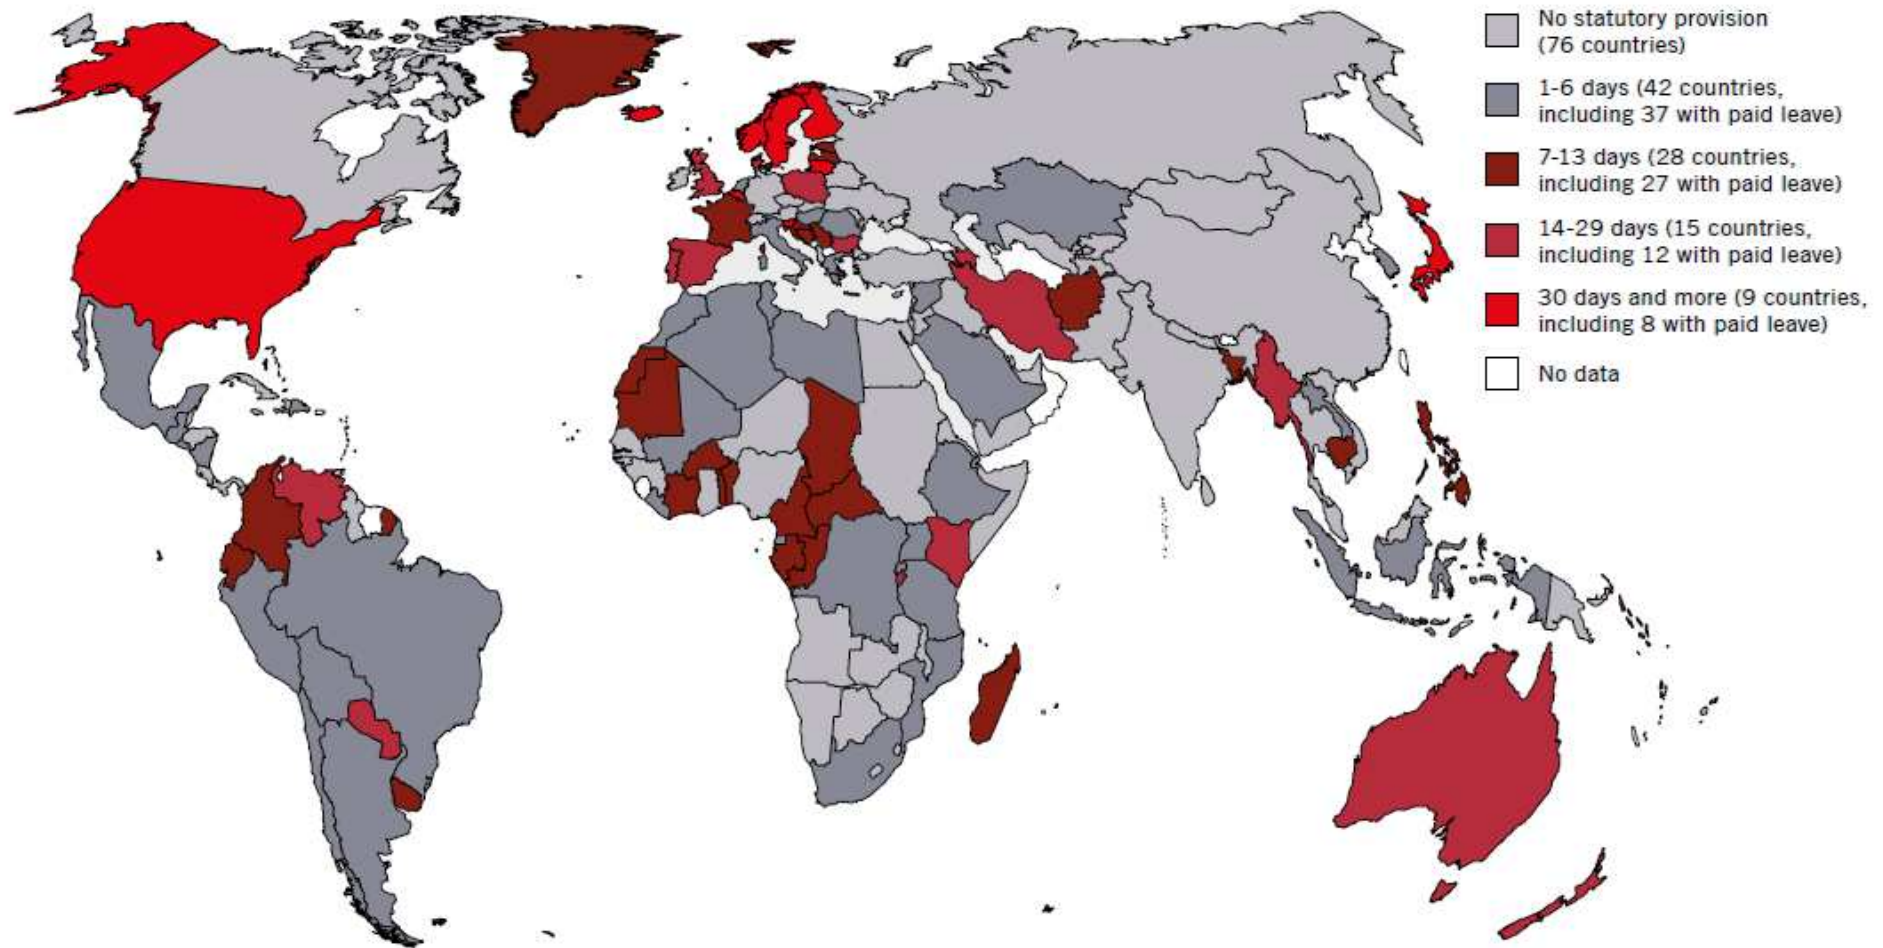 No statutory provision
(76 countries)
1-6 days (42 countries,
including 37 with paid leave)
7-13 days (28 countries,
including 27 with paid leave)
14-29 days (15 countries,
including 12 with paid leave)
30 days and more (9 countries,
including 8 with paid leave)
No data